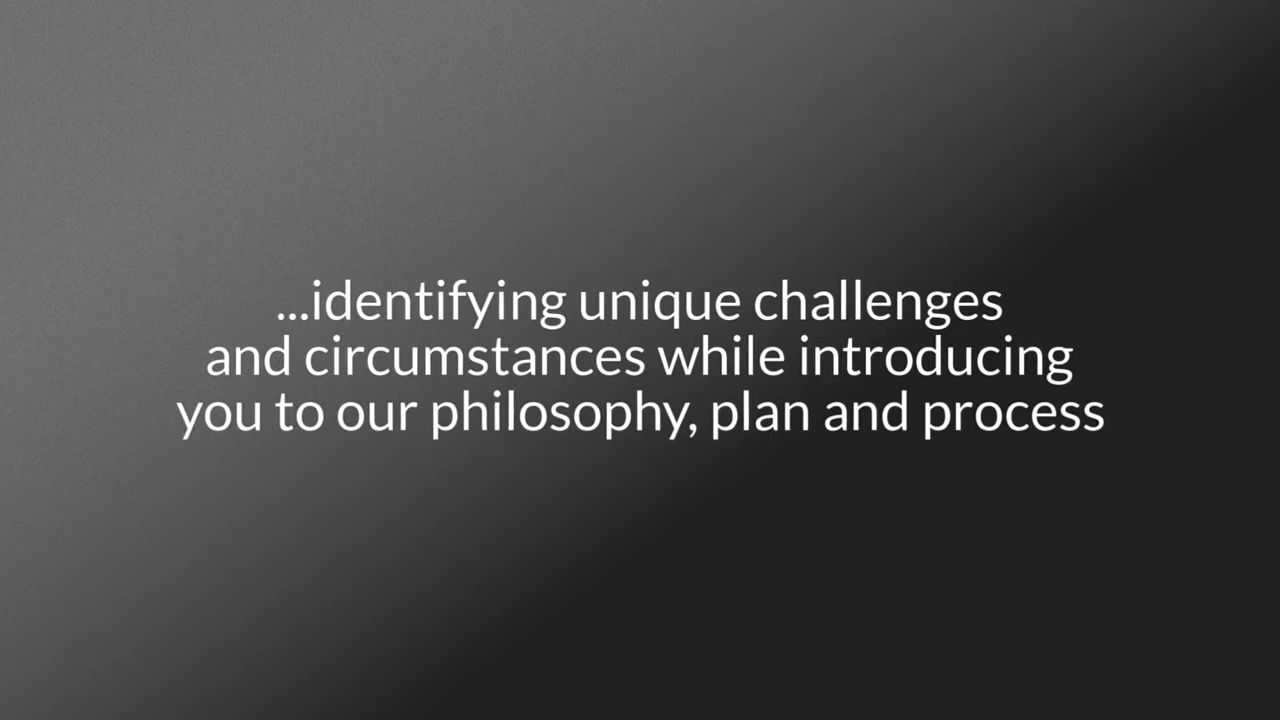 ...identifying unique challenges
and circumstances while introducing
you to our philosophy, plan and process